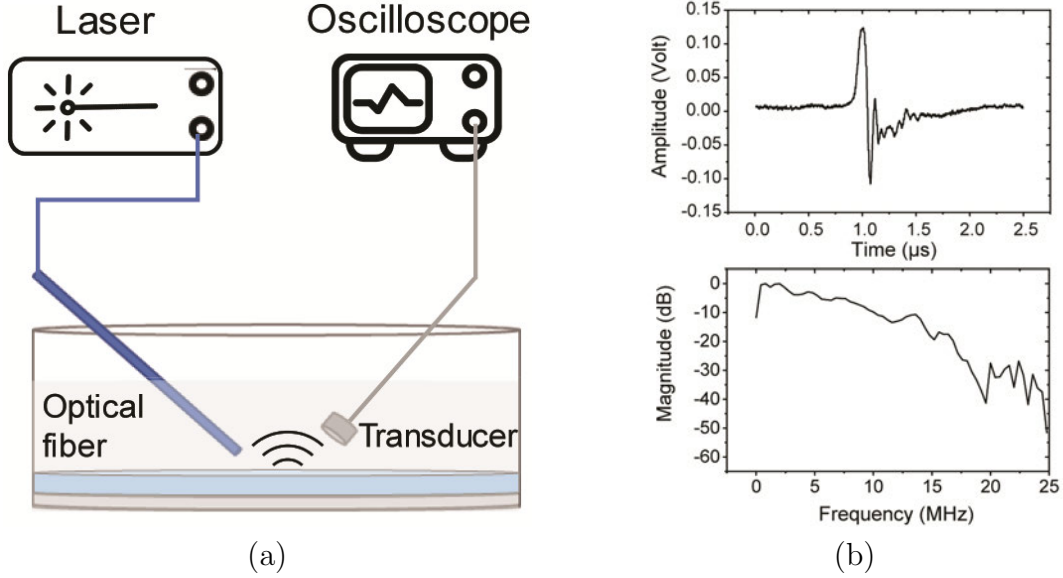 Laser
Oscilloscope
Optical
fiber
Transducer
(a)
Amplitude (Volt)
0.15
0.10
0.05
0.00
-0.05
-0.10
-0.15
0.0 0.5 1.0 1.5 2.0 2.5
Time (µs)
Magnitude (dB)
0
-10
-20
-30
-40
-50
-60
0 5 10 15 20 25
Frequency (MHz)
(b)